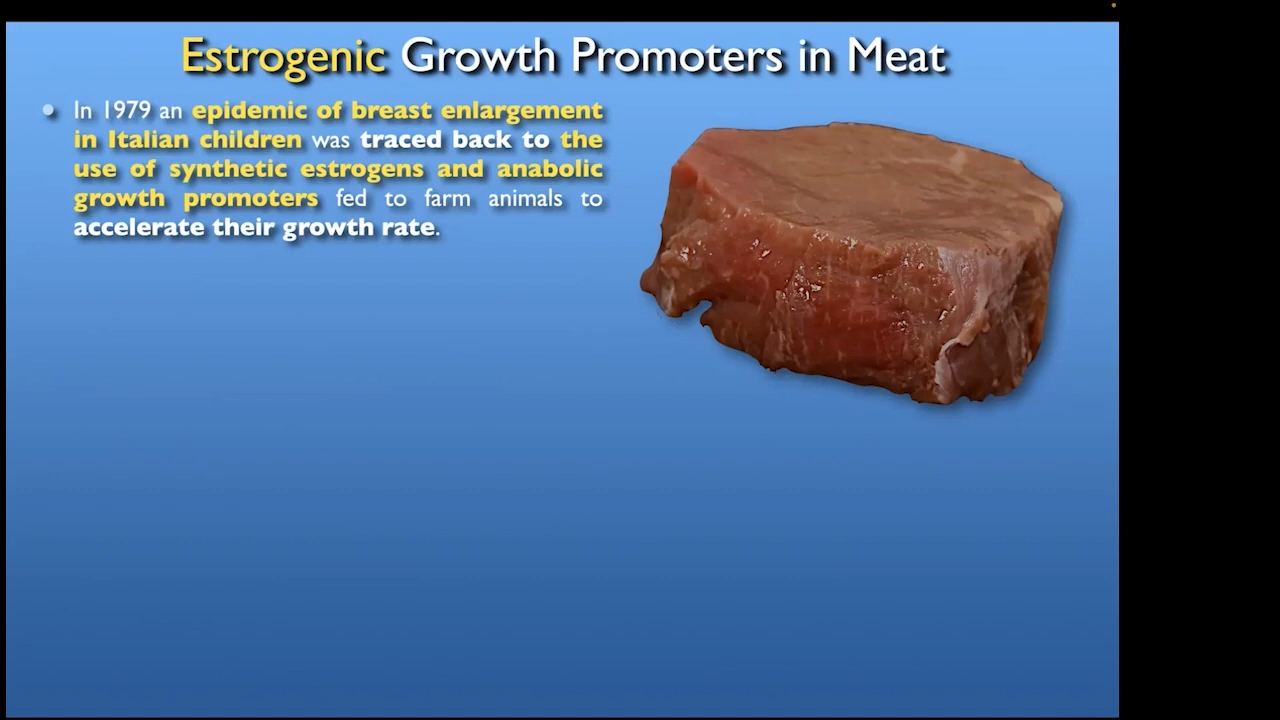 Estrogenic Growth Promoters in Meat
In 1979 an epidemic of breast enlargement
in Italian children was traced back to the
use of synthetic estrogens and anabolic
growth promoters fed to farm animals to
accelerate their growth rate.